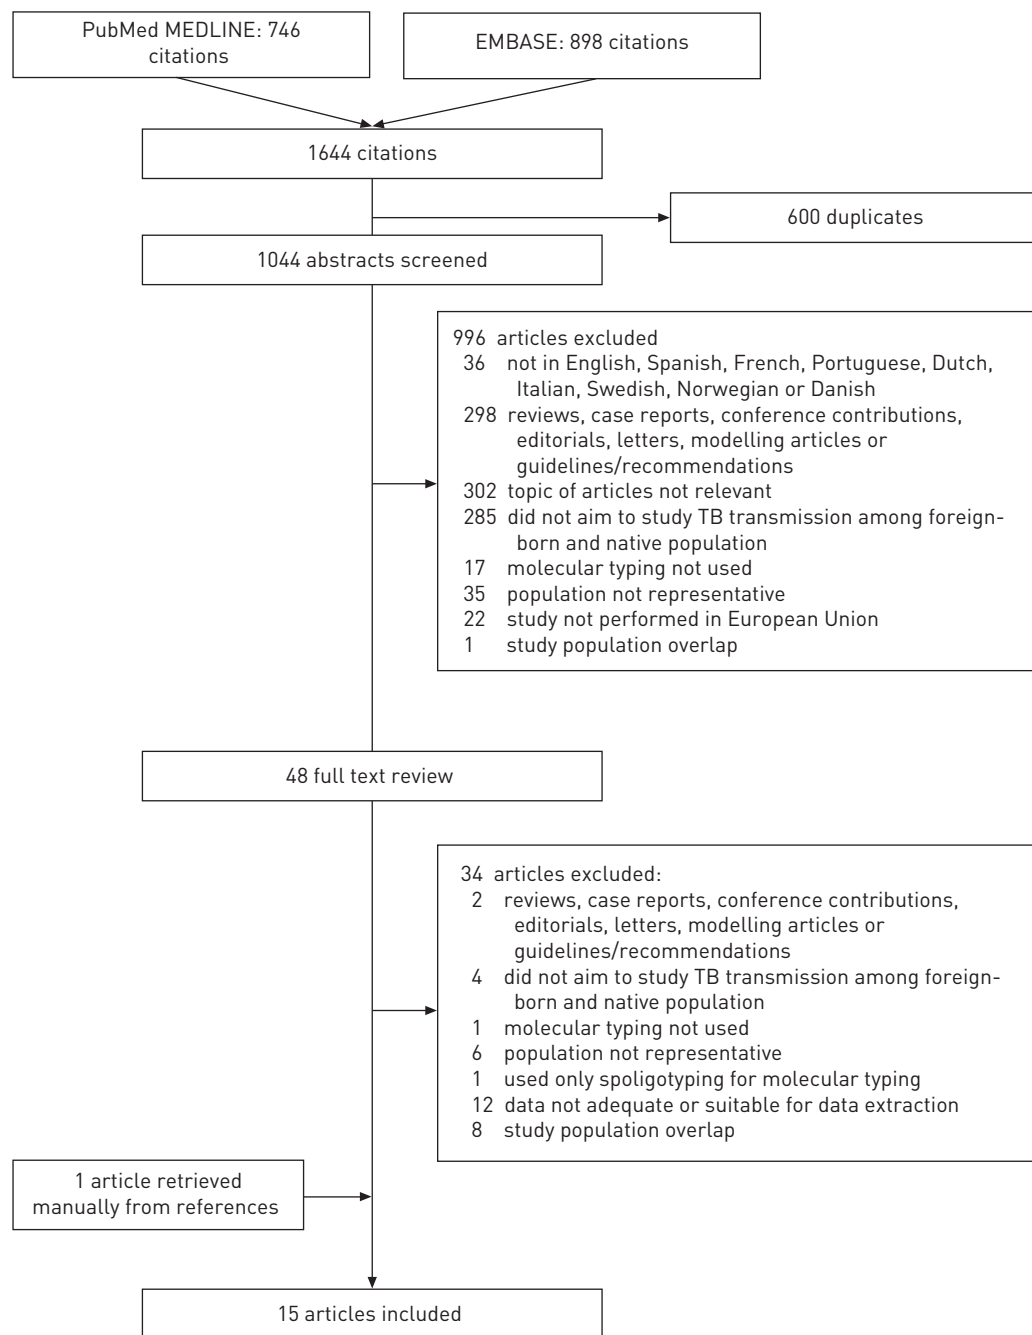 PubMed MEDLINE: 746
citations
EMBASE: 898 citations
1644 citations
600 duplicates
1044 abstracts screened
996 articles excluded
36 not in English, Spanish, French, Portuguese, Dutch,
Italian, Swedish, Norwegian or Danish
298 reviews, case reports, conference contributions,
editorials, letters, modelling articles or
guidelines/recommendations
302 topic of articles not relevant
285 did not aim to study TB transmission among foreign-
born and native population
17 molecular typing not used
35 population not representative
22 study not performed in European Union
1 study population overlap
48 full text review
34 articles excluded:
2 reviews, case reports, conference contributions,
editorials, letters, modelling articles or
guidelines/recommendations
4 did not aim to study TB transmission among foreign-
born and native population
1 molecular typing not used
6 population not representative
1 used only spoligotyping for molecular typing
12 data not adequate or suitable for data extraction
8 study population overlap
1 article retrieved
manually from references
15 articles included